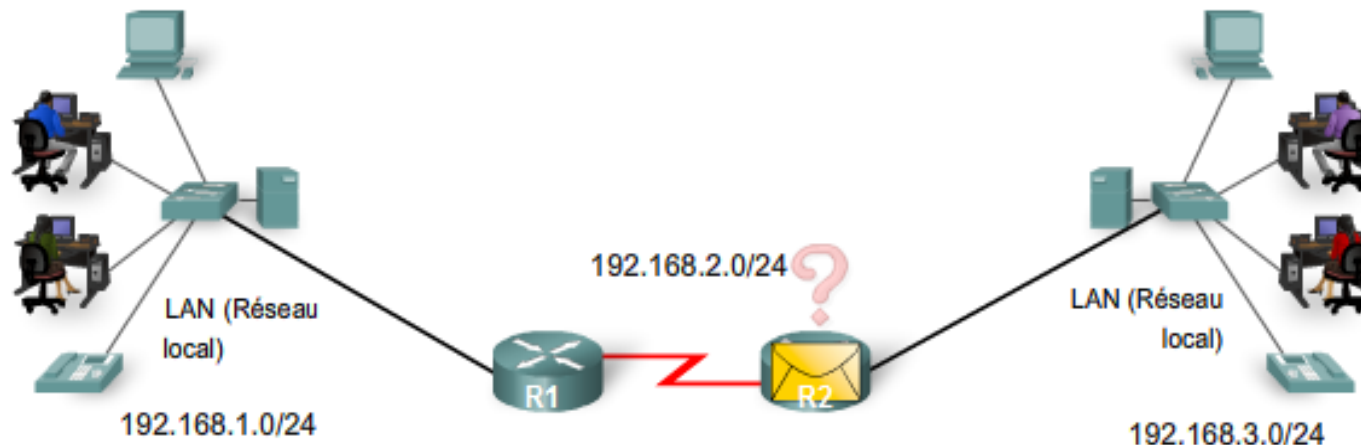 192.168.2.0/24
?
LAN (Réseau
local)
LAN (Réseau
local)
R1
R2
192.168.1.0/24
192.168.3.0/24